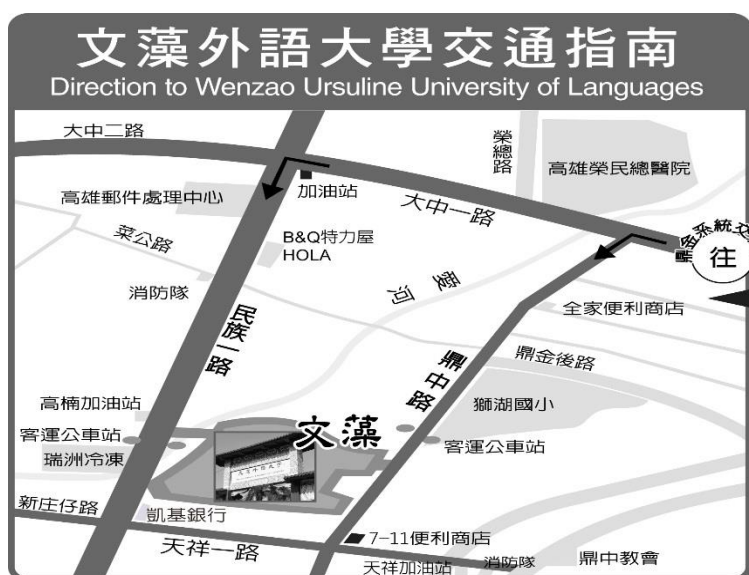 文藻外語大學交通指南
Direction to Wenzao Ursuline University of Languages
大中二路
榮總路
高雄榮民總醫院
加油站
高雄郵件處理中心
大中一路
菜公路
B&Q特力屋
HOLA
鼎金系統交
往
愛河
消防隊
全家便利商店
民族一路
鼎中路
鼎金後路
高楠加油站
獅湖國小
文藻
客運公車站
客運公車站
瑞洲冷凍
新庄仔路
凱基銀行
7-11便利商店
天祥一路
天祥加油站
消防隊
鼎中教會